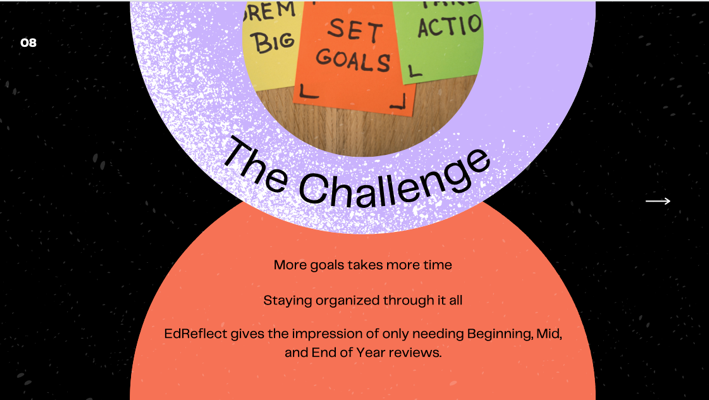 08
BIG
SET
GOALS
ACTIO
The Challenge
More goals takes more time
Staying organized through it all
EdReflect gives the impression of only needing Beginning, Mid,
and End of Year reviews.